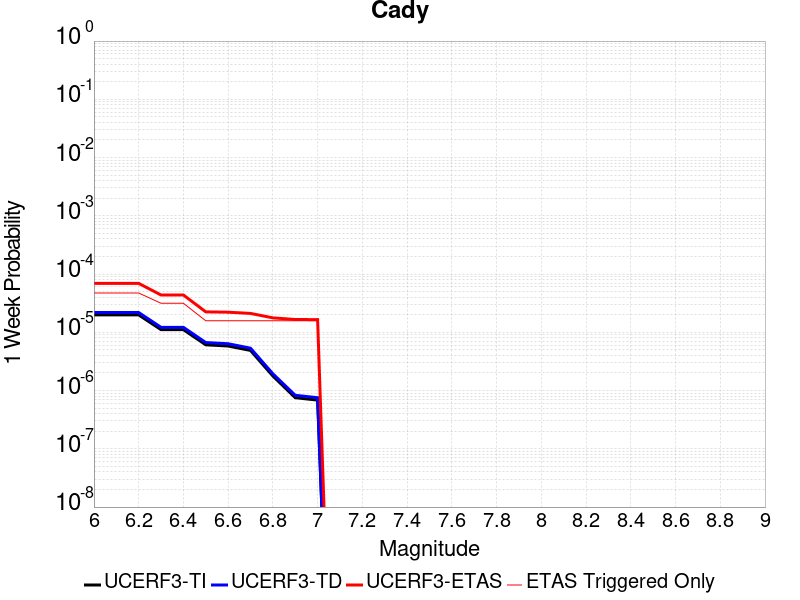 Cady
1 Week Probability
10^0
10^-1
10^-2
10^-3
10^-4
10^-5
10^-6
10^-7
10^-8
6 6.2 6.4 6.6 6.8 7 7.2 7.4 7.6 7.8 8 8.2 8.4 8.6 8.8 9
Magnitude
UCERF3-TI UCERF3-TD UCERF3-ETAS ETAS Triggered Only